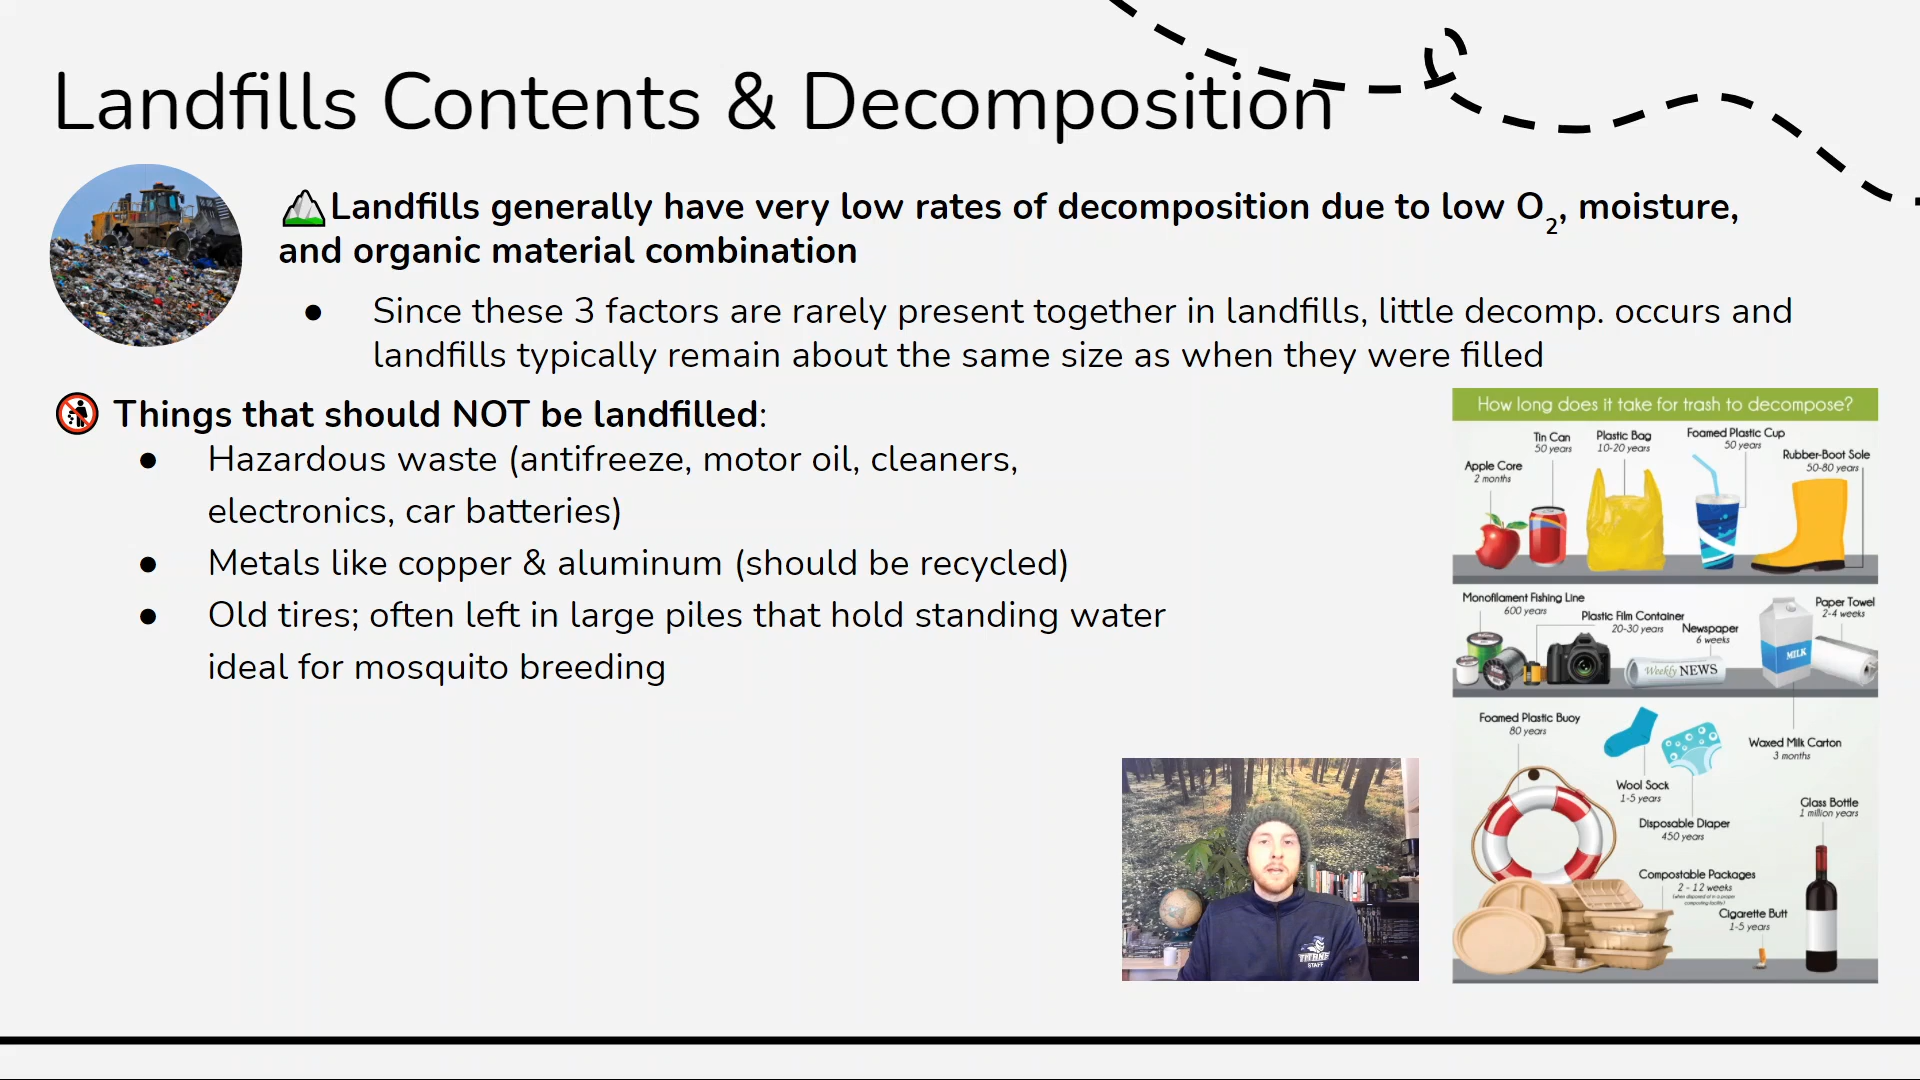 Landfills Contents & Decomposition
Landfills generally have very low rates of decomposition due to low O2, moisture,
and organic material combination
● Since these 3 factors are rarely present together in landfills, little decomp. occurs and
landfills typically remain about the same size as when they were filled
Things that should NOT be landfilled:
● Hazardous waste (antifreeze, motor oil, cleaners,
electronics, car batteries)
● Metals like copper & aluminum (should be recycled)
● Old tires; often left in large piles that hold standing water
ideal for mosquito breeding
How long does it take for trash to decompose?
Apple Core
2 months
Tin Can
50 years
Plastic Bag
10-20 years
Foamed Plastic Cup
50 years
Rubber-Boot Sole
50-80 years
Monofilament Fishing Line
600 years
Plastic Film Container
20-30 years
Newspaper
6 weeks
Weekly NEWS
MILK
Paper Towel
2-4 weeks
Foamed Plastic Buoy
80 years
Wool Sock
1-5 years
Waxed Milk Carton
3 months
Disposable Diaper
450 years
Glass Bottle
1 million years
Compostable Packages
2 - 12 weeks
(when disposed of in a proper
composting facility)
Cigarette Butt
1-5 years
TITANS
STAFF